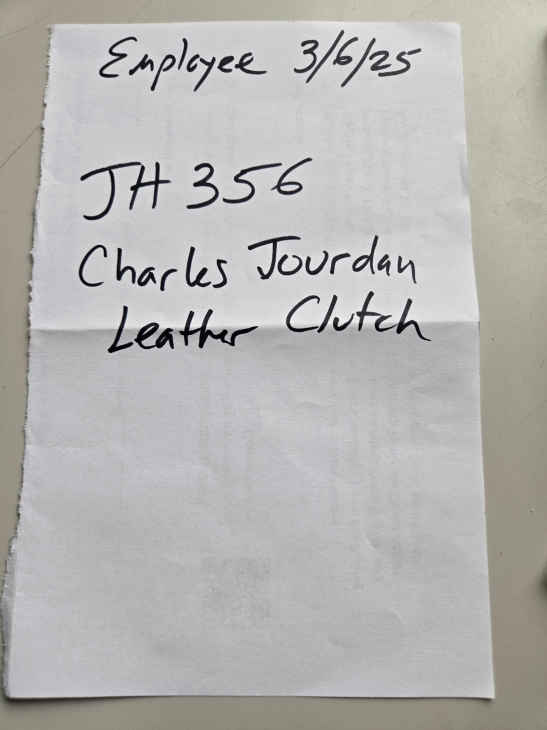 Employee 3/6/25
JH 356
Charles Jourdan
Leather Clutch